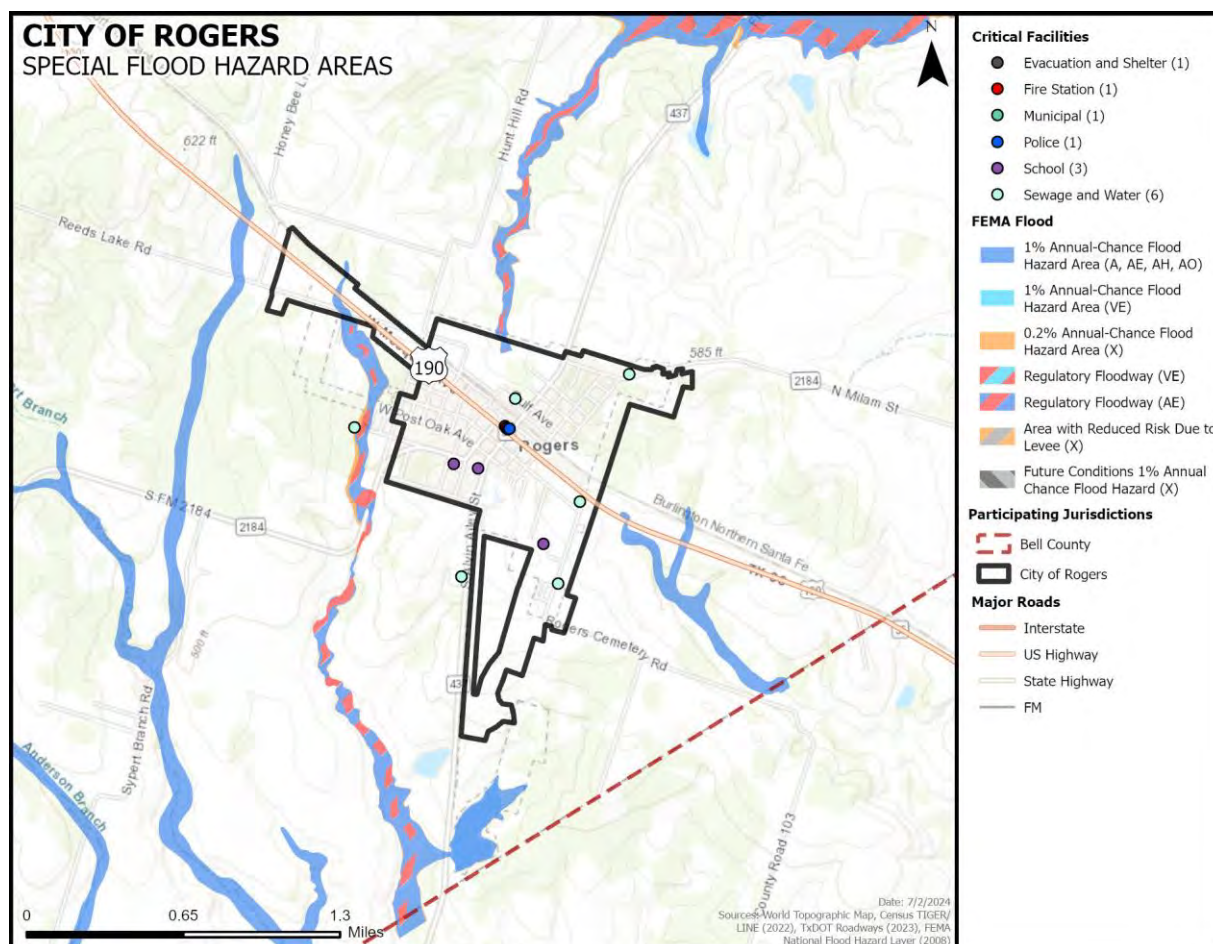 CITY OF ROGERS
SPECIAL FLOOD HAZARD AREAS
N
Honey Bee L
Hunt Hill Rd
437
622 ft
Reeds Lake Rd
190
585 ft
2184
N Milam St
W Post Oak Ave
Rogers
S FM 2184
2184
Burlington Northern Santa Fe
Rogers Cemetery Rd
500 ft
Sypert Branch Rd
Anderson Branch
County Road 103
0 0.65 1.3
Miles
Date: 7/2/2024
Sources: World Topographic Map, Census TIGER/
LINE (2022), TxDOT Roadways (2023), FEMA
National Flood Hazard Layer (2008)
Critical Facilities
Evacuation and Shelter (1)
Fire Station (1)
Municipal (1)
Police (1)
School (3)
Sewage and Water (6)
FEMA Flood
1% Annual-Chance Flood
Hazard Area (A, AE, AH, AO)
1% Annual-Chance Flood
Hazard Area (VE)
0.2% Annual-Chance Flood
Hazard Area (X)
Regulatory Floodway (VE)
Regulatory Floodway (AE)
Area with Reduced Risk Due to
Levee (X)
Future Conditions 1% Annual
Chance Flood Hazard (X)
Participating Jurisdictions
Bell County
City of Rogers
Major Roads
Interstate
US Highway
State Highway
FM